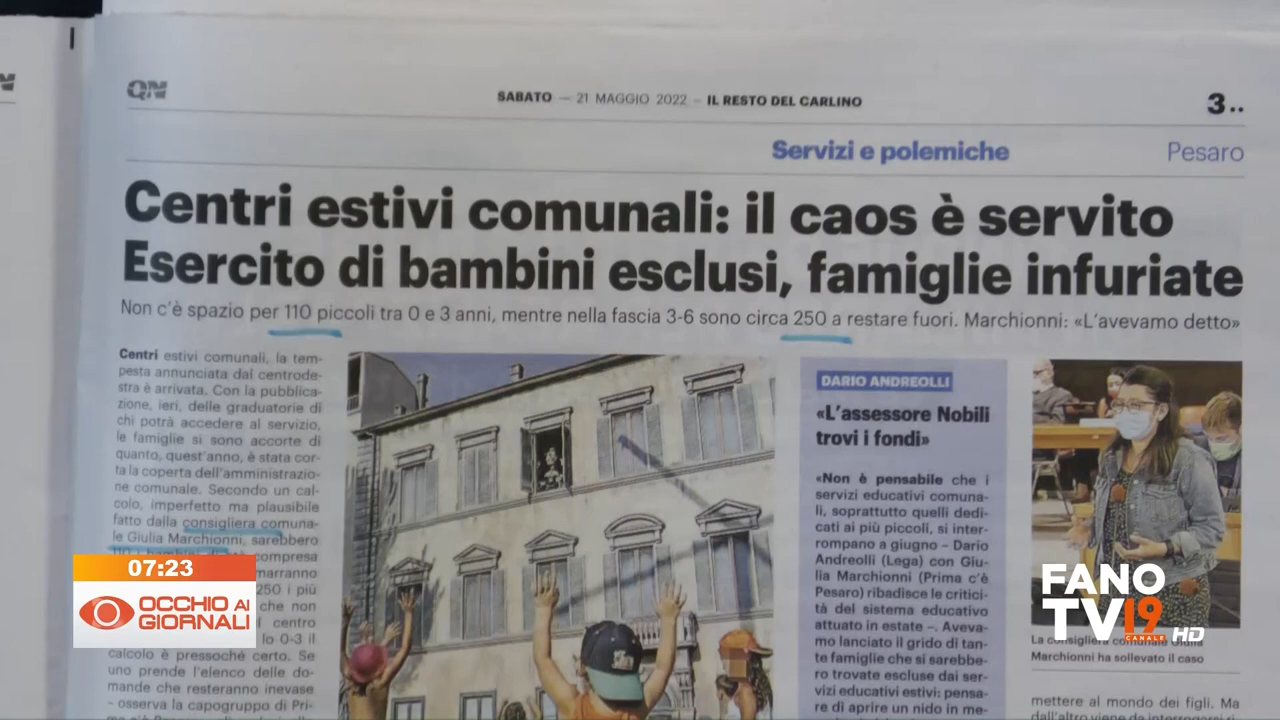 QN
SABATO — 21 MAGGIO 2022 – IL RESTO DEL CARLINO
3..
Servizi e polemiche
Pesaro
Centri estivi comunali: il caos è servito
Esercito di bambini esclusi, famiglie infuriate
Non c'è spazio per 110 piccoli tra 0 e 3 anni, mentre nella fascia 3-6 sono circa 250 a restare fuori. Marchionni: «L'avevamo detto»
Centri estivi comunali, la tem-
pesta annunciata dal centrode-
stra è arrivata. Con la pubblica-
zione, ieri, delle graduatorie di
chi potrà accedere al servizio,
le famiglie si sono accorte di
quanto, quest'anno, è stata cor-
ta la coperta dell'amministrazio-
ne comunale. Secondo un cal-
colo, imperfetto ma plausibile
fatto dalla consigliera comuna-
le Giulia Marchionni, sarebbero
compresa
marranno
250 i più
che non
centro
lo 0-3 il
calcolo è pressoché certo. Se
uno prende l'elenco delle do-
mande che resteranno inevase
– osserva la capogruppo di Pri-
DARIO ANDREOLLI
«L'assessore Nobili
trovi i fondi»
«Non è pensabile che i
servizi educativi comuna-
li, soprattutto quelli dedi-
cati ai più piccoli, si inter-
rompano a giugno – Dario
Andreolli (Lega) con Giu-
lia Marchionni (Prima c'è
Pesaro) ribadisce le critici-
tà del sistema educativo
attuato in estate –. Aveva-
mo lanciato il grido di tan-
te famiglie che si sarebbe-
ro trovate escluse dai ser-
vizi educativi estivi: pensa-
re di aprire un nido in me-
La consigliera comunale Giulia
Marchionni ha sollevato il caso
mettere al mondo dei figli. Ma
07:23
OCCHIO AI
GIORNALI
FANO
TV19
CANALE HD